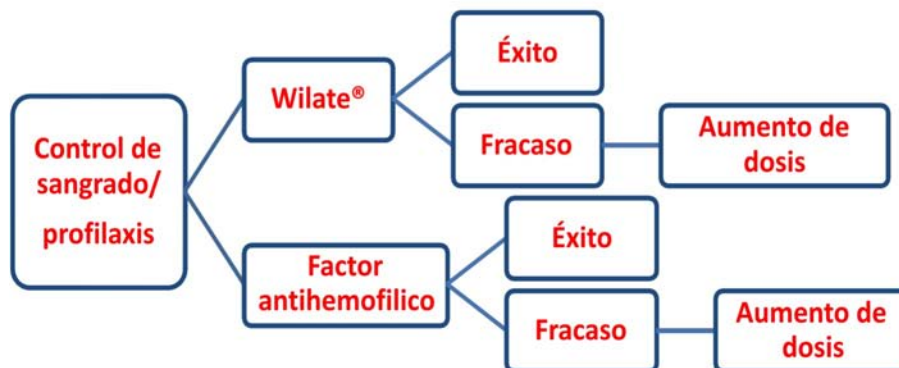 Control de
sangrado/
profilaxis
Wilate®
Éxito
Fracaso
Aumento de
dosis
Factor
antihemofilico
Éxito
Fracaso
Aumento de
dosis